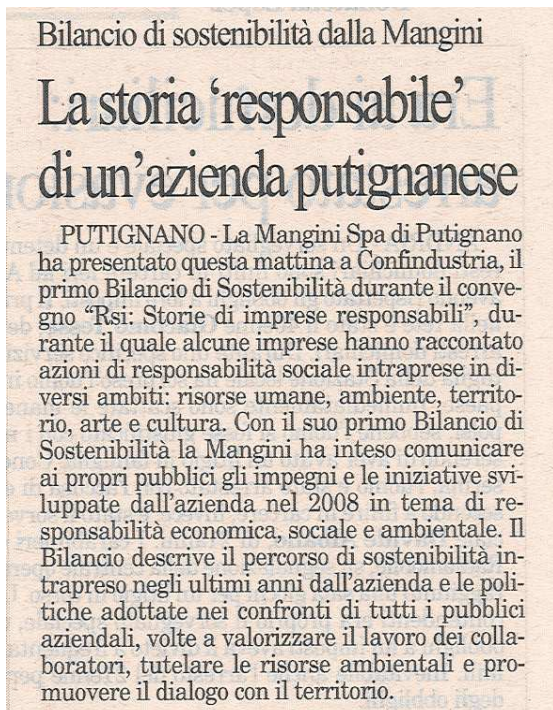 Bilancio di sostenibilità dalla Mangini
La storia ‘responsabile’
di un’azienda putignanese
PUTIGNANO - La Mangini Spa di Putignano
ha presentato questa mattina a Confindustria, il
primo Bilancio di Sostenibilità durante il conve-
gno “Rsi: Storie di imprese responsabili”, du-
rante il quale alcune imprese hanno raccontato
azioni di responsabilità sociale intraprese in di-
versi ambiti: risorse umane, ambiente, territo-
rio, arte e cultura. Con il suo primo Bilancio di
Sostenibilità la Mangini ha inteso comunicare
ai propri pubblici gli impegni e le iniziative svi-
luppate dall’azienda nel 2008 in tema di re-
sponsabilità economica, sociale e ambientale. Il
Bilancio descrive il percorso di sostenibilità in-
trapreso negli ultimi anni dall’azienda e le poli-
tiche adottate nei confronti di tutti i pubblici
aziendali, volte a valorizzare il lavoro dei colla-
boratori, tutelare le risorse ambientali e pro-
muovere il dialogo con il territorio.